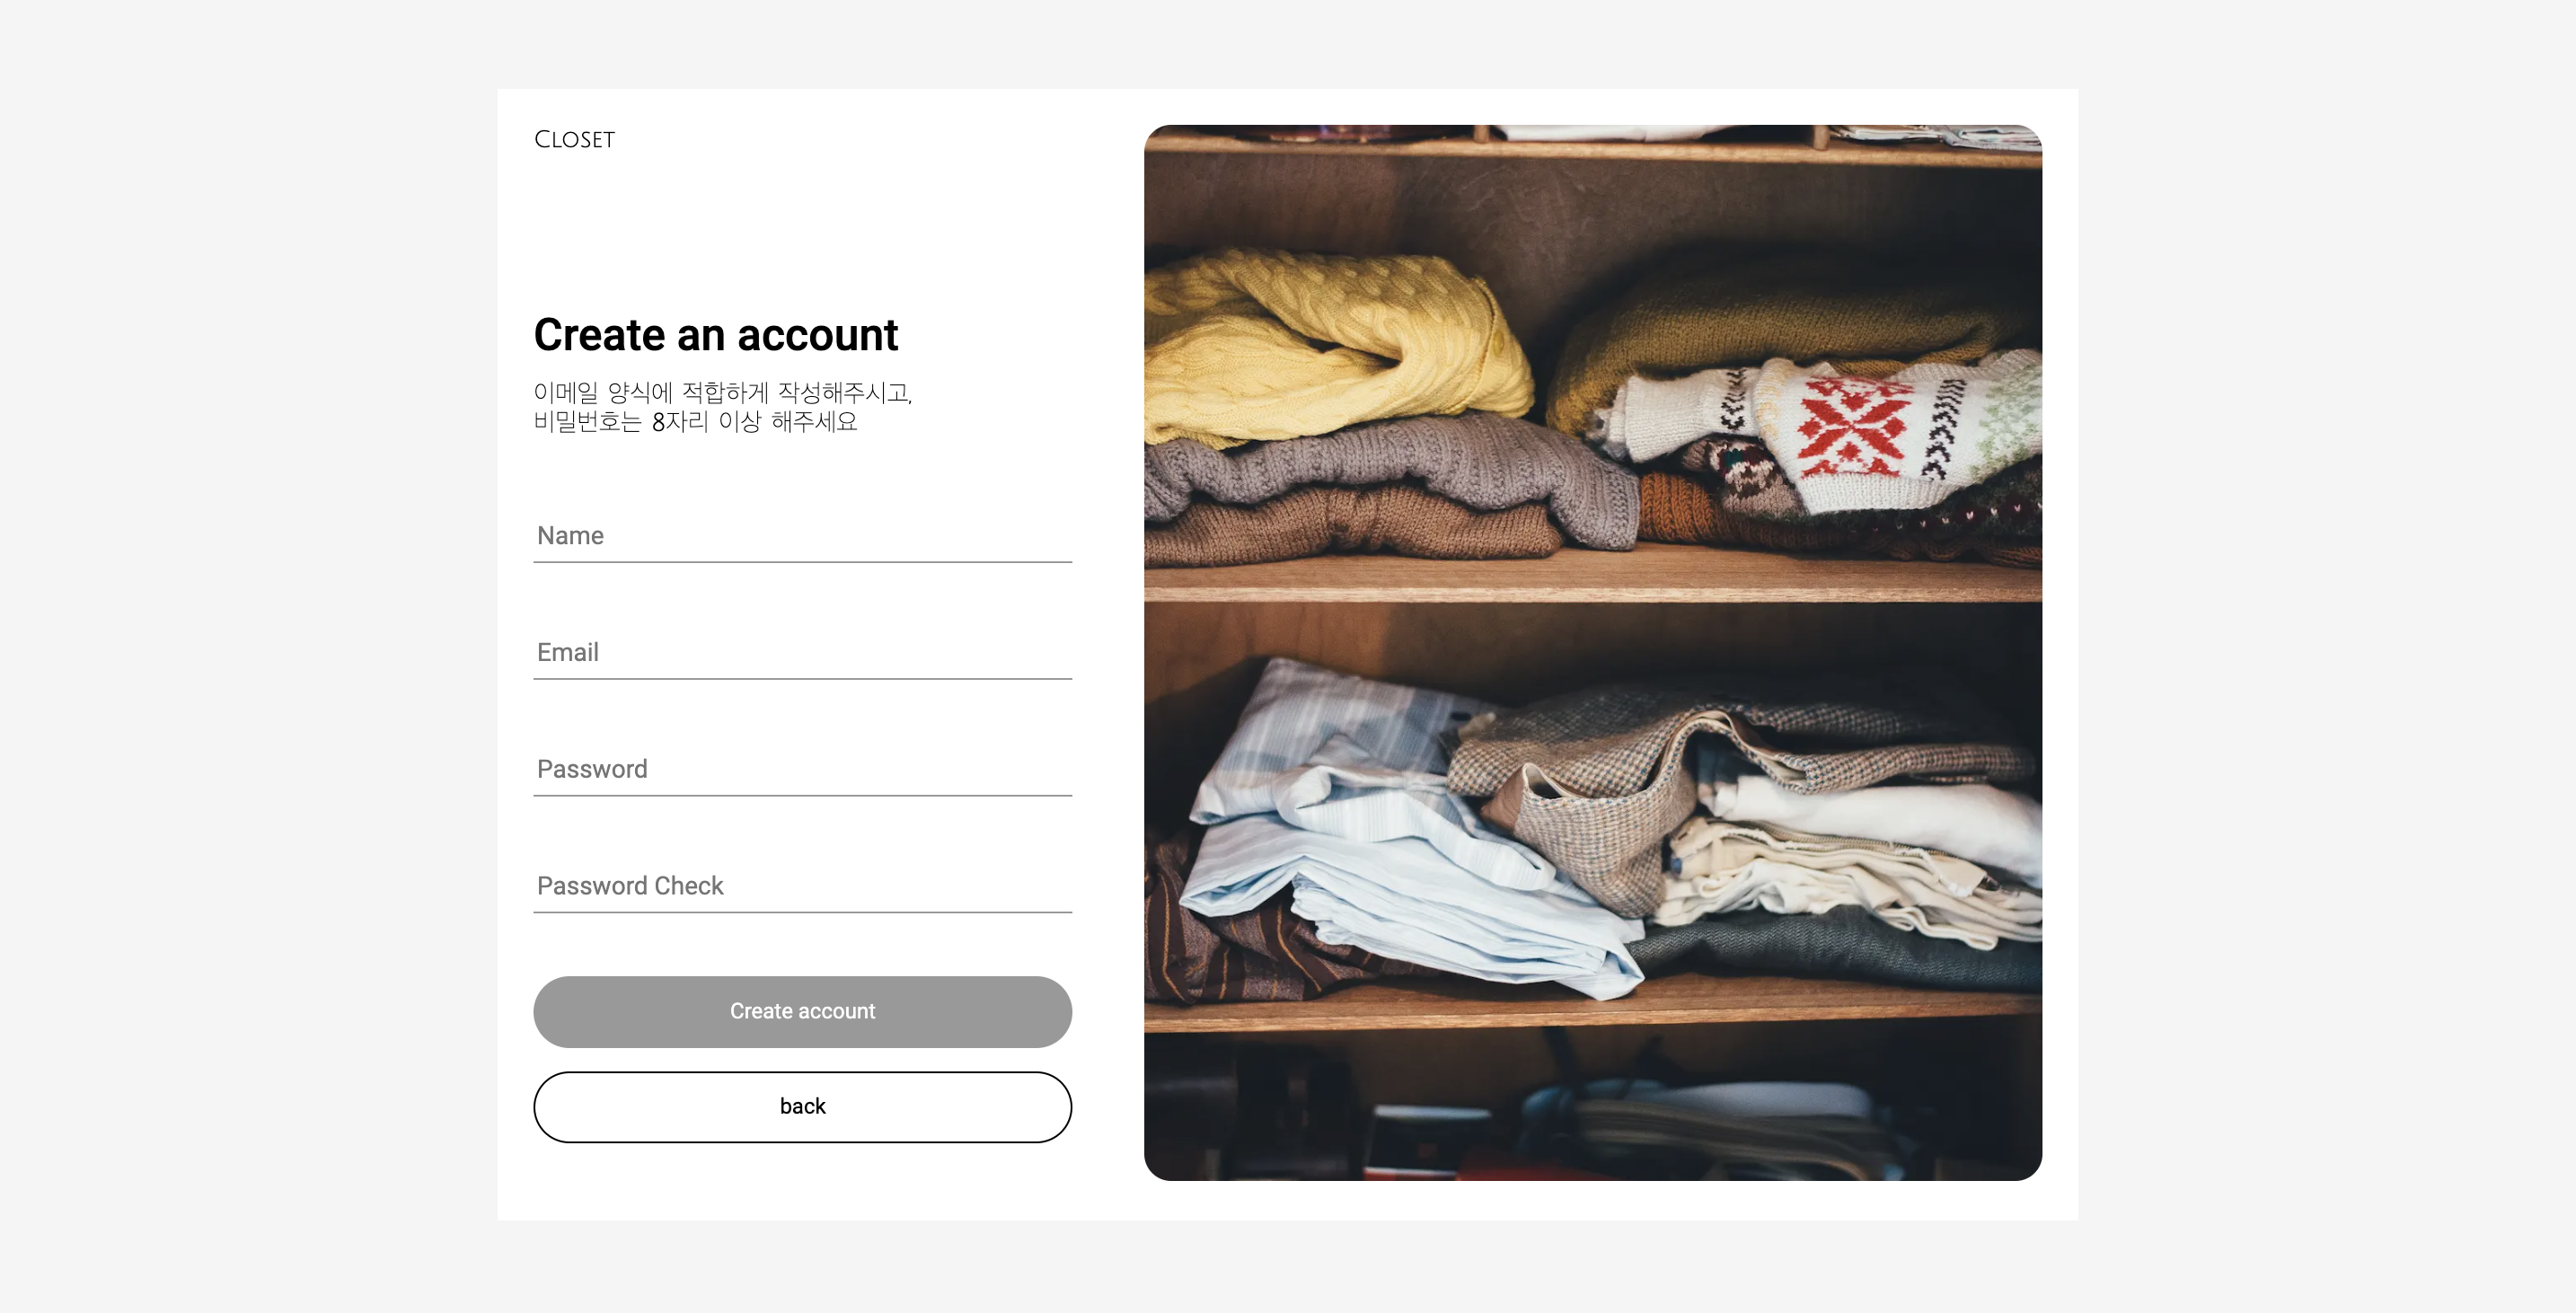 CLOSET
Create an account
이메일 양식에 적합하게 작성해주시고,
비밀번호는 8자리 이상 해주세요
Name
Email
Password
Password Check
Create account
back